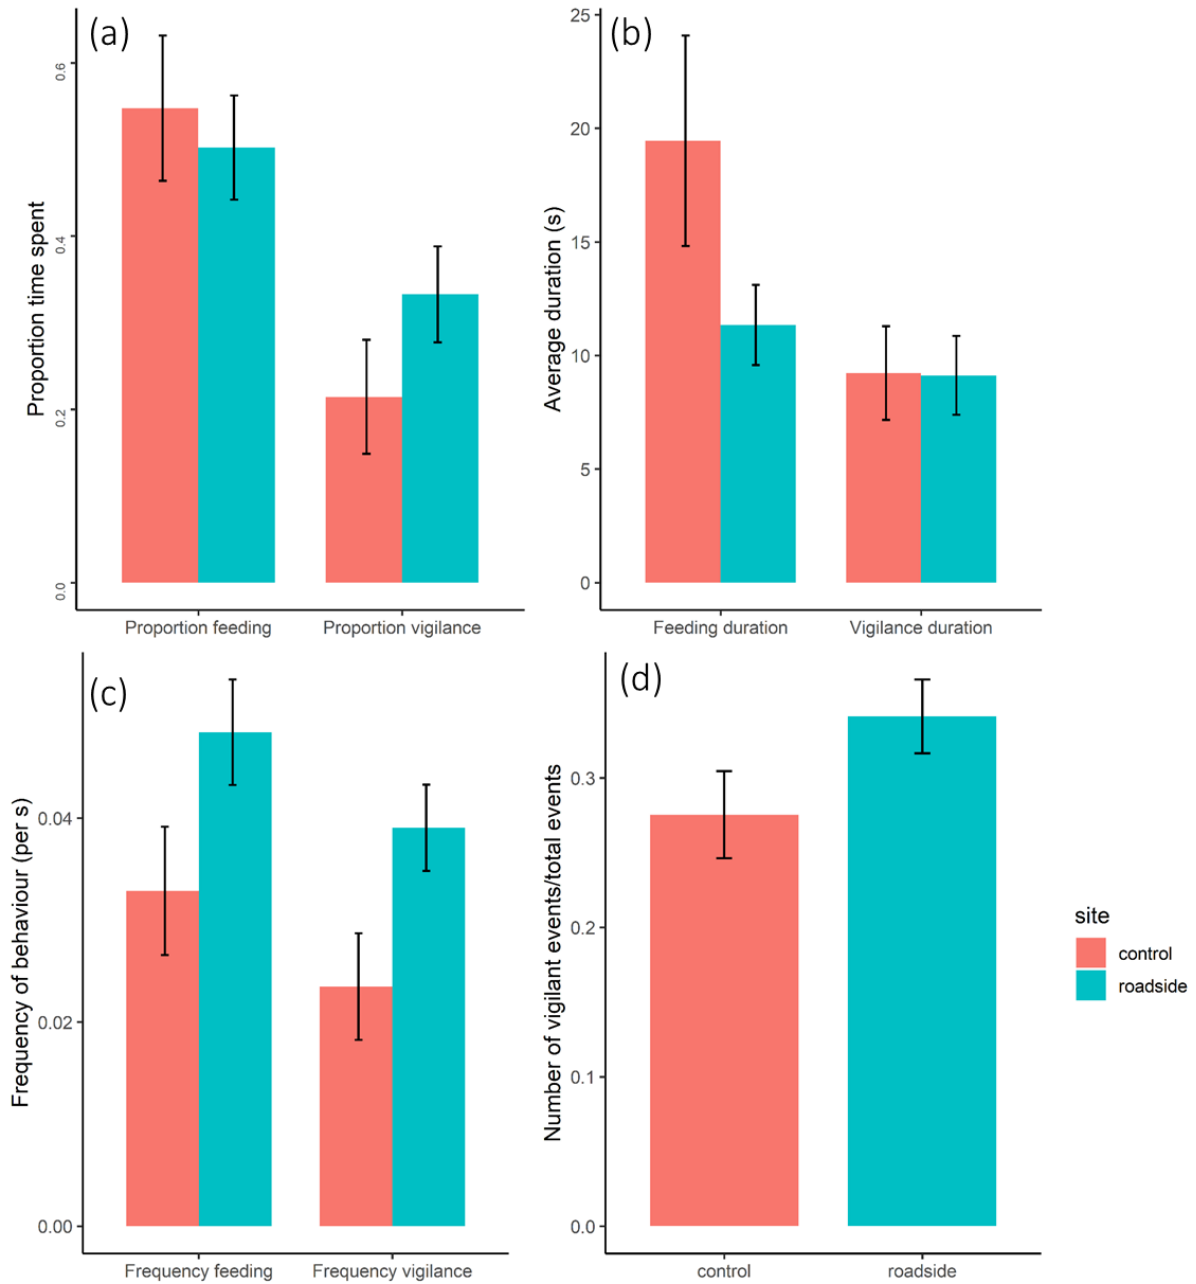 (a)
Proportion time spent
0.6
0.4
0.2
0.0
Proportion feeding
Proportion vigilance
(b)
Average duration (s)
25
20
15
10
5
0
Feeding duration
Vigilance duration
(c)
Frequency of behaviour (per s)
0.04
0.02
0.00
Frequency feeding
Frequency vigilance
(d)
Number of vigilant events/total events
0.3
0.2
0.1
0.0
control
roadside
site
control
roadside